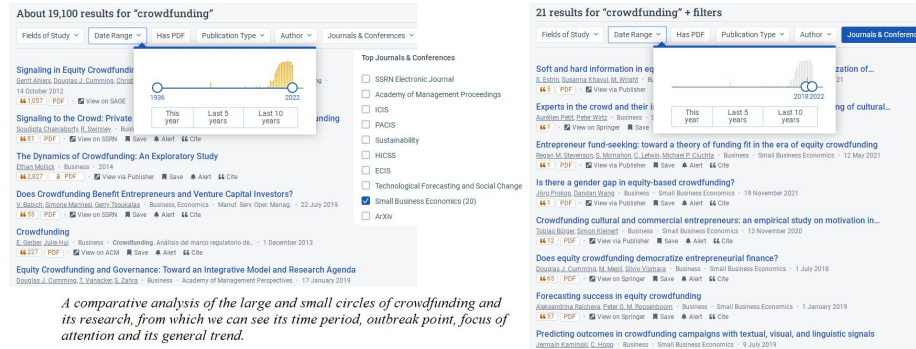 About 19,100 results for “crowdfunding”
Fields of Study Date Range Has PDF Publication Type Author Journals & Conferences
Signaling in Equity Crowdfundin
Gerrit Ahlers, Douglas J. Cumming, Christ
14 October 2012
1,057 PDF · View on SAGE
1936 2022
This year Last 5 years Last 10 years
Signaling to the Crowd: Private
unding
Soudipta Chakraborty, R. Swinney · Busi
81 PDF · View on SSRN Save Alert Cite
The Dynamics of Crowdfunding: An Exploratory Study
Ethan Mollick · Business · 2014
2,827 PDF · View via Publisher Save Alert Cite
Does Crowdfunding Benefit Entrepreneurs and Venture Capital Investors?
V. Babich, Simone Marinesi, Gerry Tsoukalas · Business, Economics · Manuf. Serv. Oper. Manag. · 22 July 2019
55 PDF · View on SSRN Save Alert Cite
Crowdfunding
E. Gerber, Julie Hui · Business · Crowdfunding. Análisis del marco regulatorio de… · 1 December 2013
227 PDF · View on ACM Save Alert Cite
Equity Crowdfunding and Governance: Toward an Integrative Model and Research Agenda
Douglas J. Cumming, T. Vanacker, S. Zahra · Business · Academy of Management Perspectives · 17 January 2019
Top Journals & Conferences
SSRN Electronic Journal
Academy of Management Proceedings
ICIS
PACIS
Sustainability
HICSS
ECIS
Technological Forecasting and Social Change
Small Business Economics (20)
ArXiv
A comparative analysis of the large and small circles of crowdfunding and
its research, from which we can see its time period, outbreak point, focus of
attention and its general trend.
21 results for “crowdfunding” + filters
Fields of Study Date Range Has PDF Publication Type Author Journals & Conferenc
Soft and hard information in eq
zation of…
S. Estrin, Susanna Khavul, M. Wright · B
21
5 PDF · View via Publisher
2018 2022
This year Last 5 years Last 10 years
Experts in the crowd and their i
ng of cultural…
Aurélien Petit, Peter Wirtz · Business · S
1 · View on Springer Save
Entrepreneur fund-seeking: toward a theory of funding fit in the era of equity crowdfunding
Regan M. Stevenson, S. Mcmahon, C. Letwin, Michael P. Ciuchta · Business · Small Business Economics · 12 May 2021
1 PDF · View via Publisher Save Alert Cite
Is there a gender gap in equity-based crowdfunding?
Jörg Prokop, Dandan Wang · Business · Small Business Economics · 19 November 2021
1 PDF · View via Publisher Save Alert Cite
Crowdfunding cultural and commercial entrepreneurs: an empirical study on motivation in…
Tobias Bürger, Simon Kleinert · Business · Small Business Economics · 13 November 2020
12 PDF · View via Publisher Save Alert Cite
Does equity crowdfunding democratize entrepreneurial finance?
Douglas J. Cumming, M. Meoli, Silvio Vismara · Business · Small Business Economics · 1 July 2018
65 PDF · View on Springer Save Alert Cite
Forecasting success in equity crowdfunding
Aleksandrina Ralcheva, Peter G. M. Roosenboom · Business · Small Business Economics · 1 January 2019
57 PDF · View on Springer Save Alert Cite
Predicting outcomes in crowdfunding campaigns with textual, visual, and linguistic signals
Jermain Kaminski, C. Hopp · Business · Small Business Economics · 9 July 2019